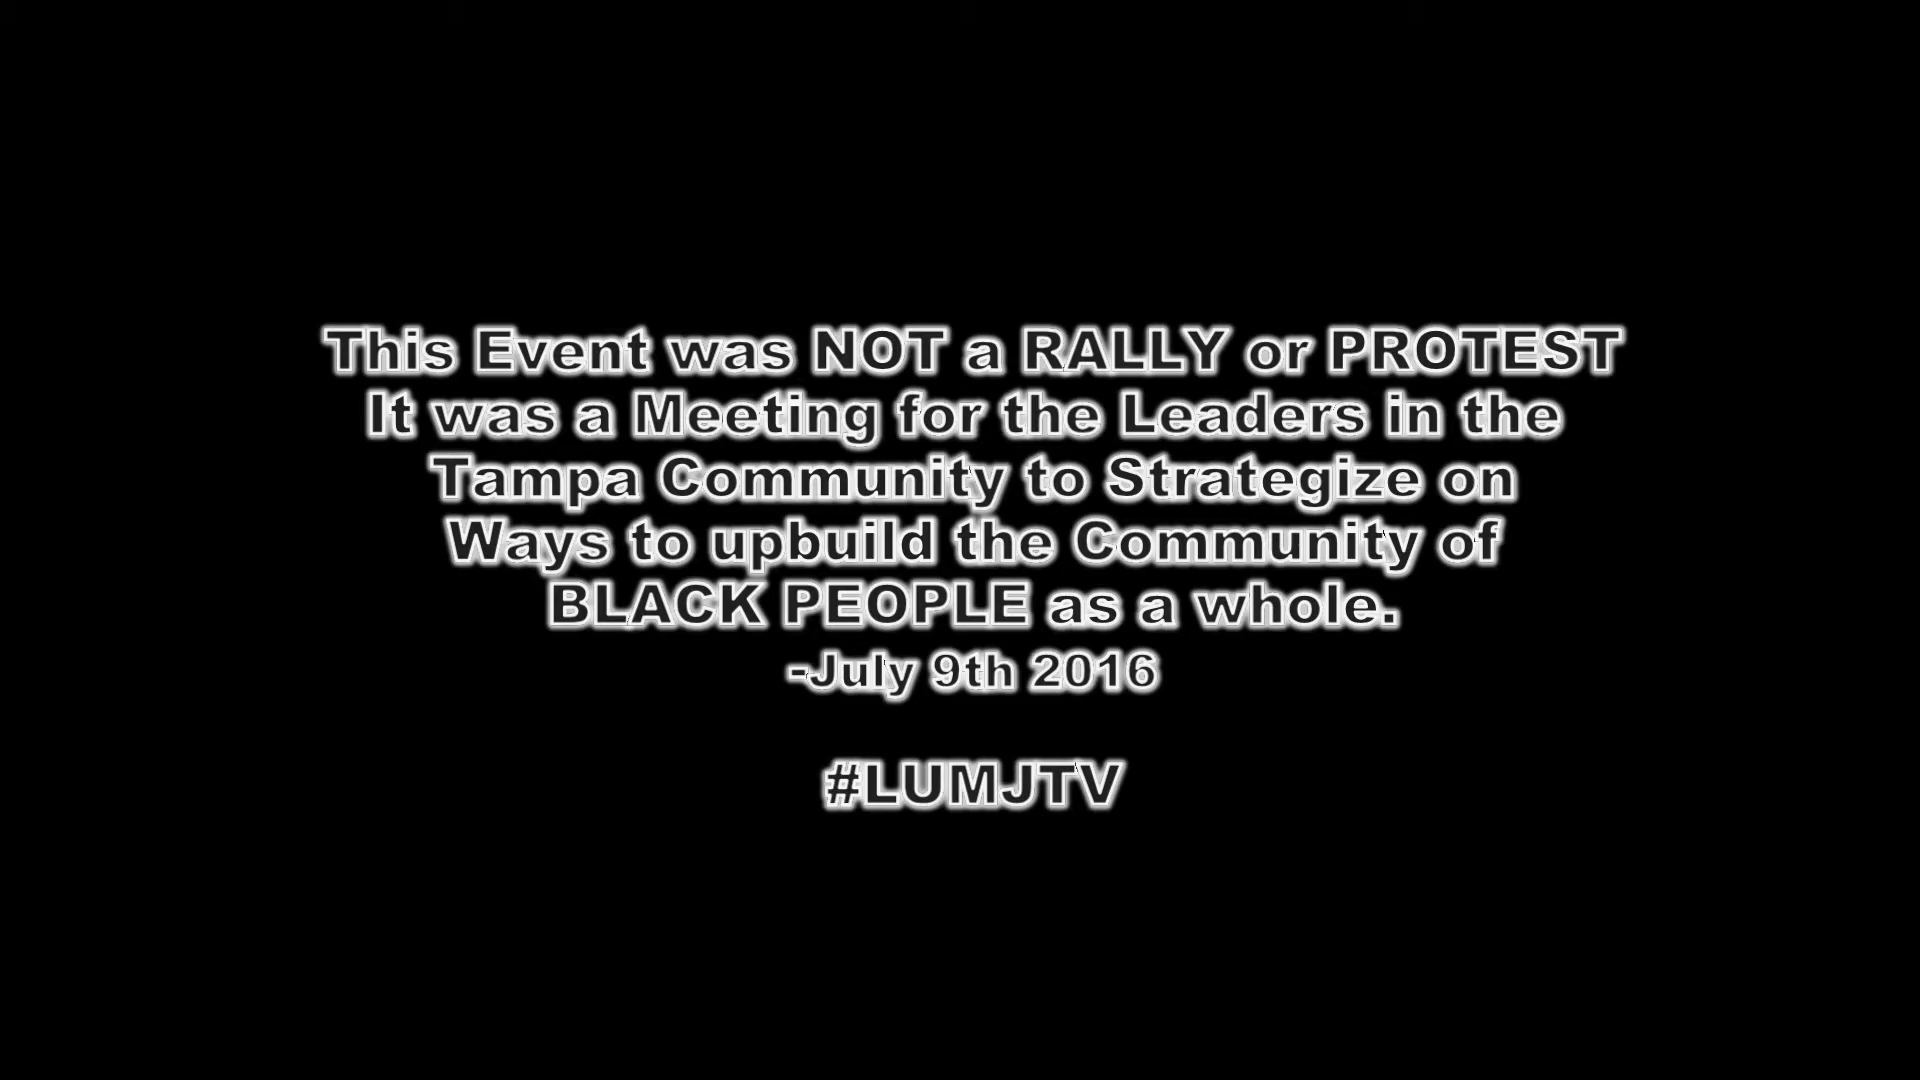 This Event was NOT a RALLY or PROTEST
It was a Meeting for the Leaders in the
Tampa Community to Strategize on
Ways to upbuild the Community of
BLACK PEOPLE as a whole.
-July 9th 2016
#LUMJTV